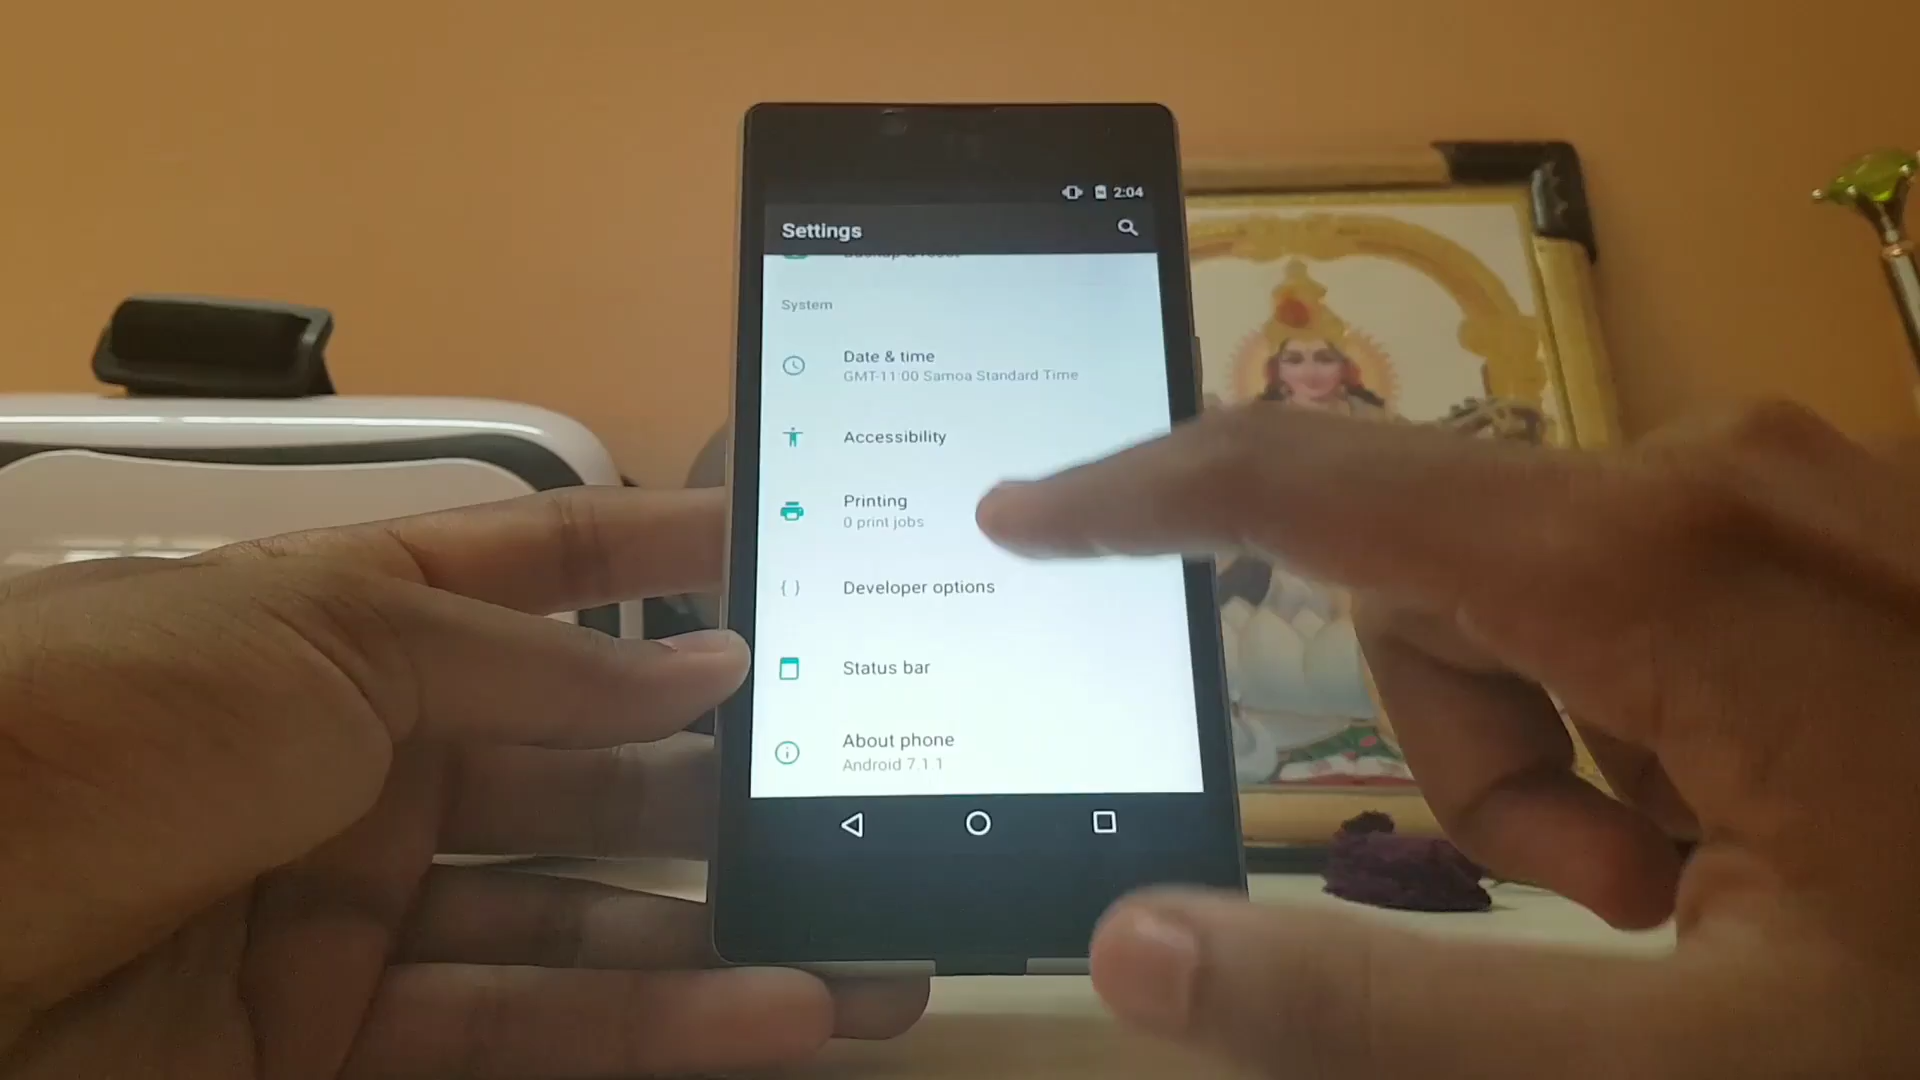 2:04
Settings
System
Date & time
GMT-11:00 Samoa Standard Time
Accessibility
Printing
0 print jobs
Developer options
Status bar
About phone
Android 7.1.1